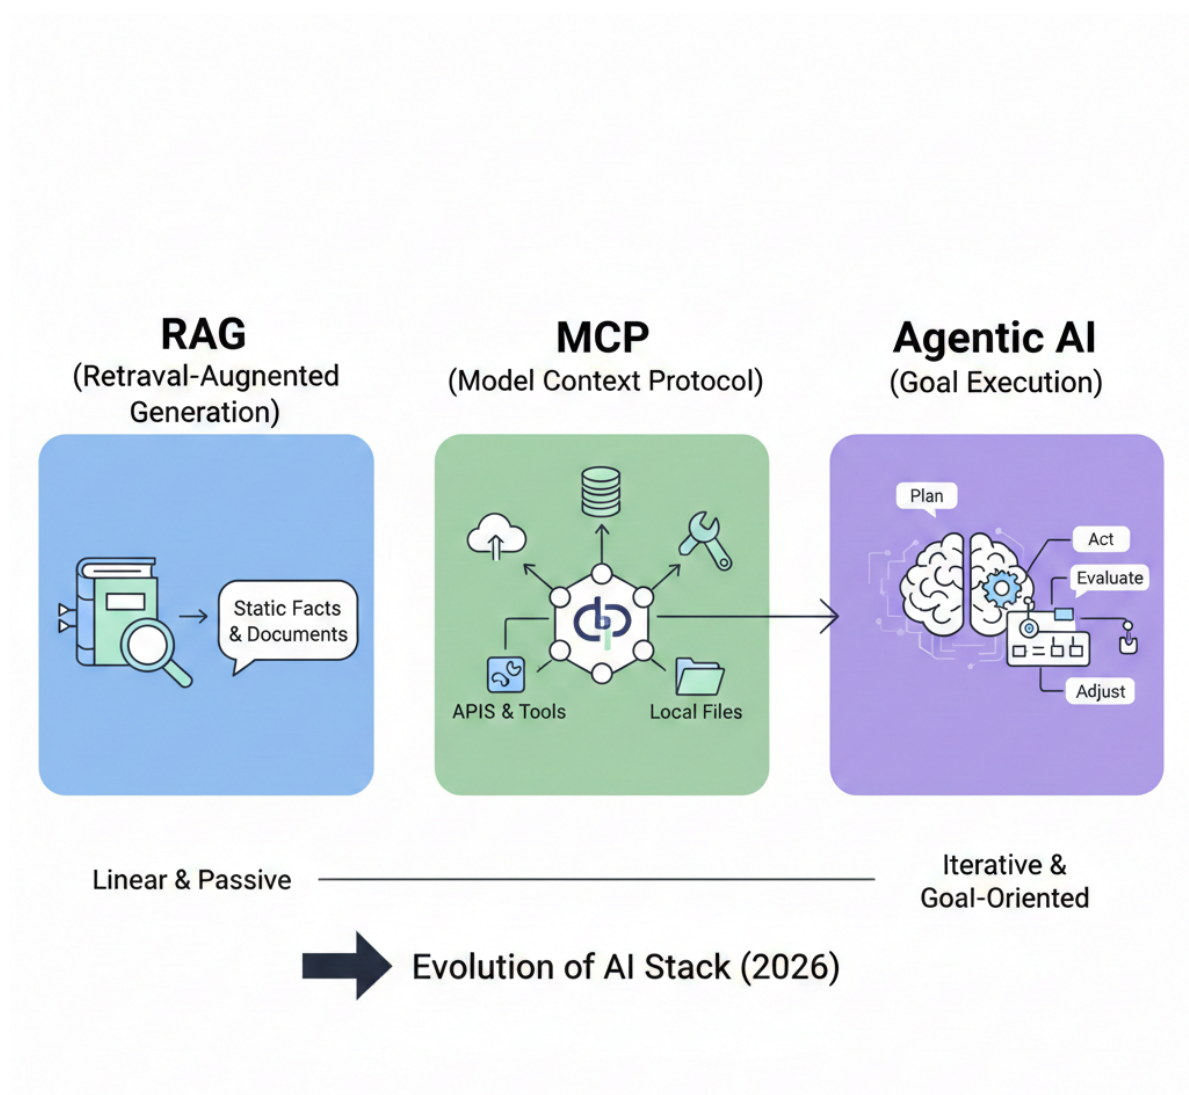 RAG
(Retraval-Augnented
Generation)
MCP
(Model Context Protocol)
Agentic AI
(Goal Execution)
Static Facts
& Documents
APIS & Tools
Local Files
Plan
Act
Evaluate
Adjust
Linear & Passive
Iterative &
Goal-Oriented
Evolution of AI Stack (2026)